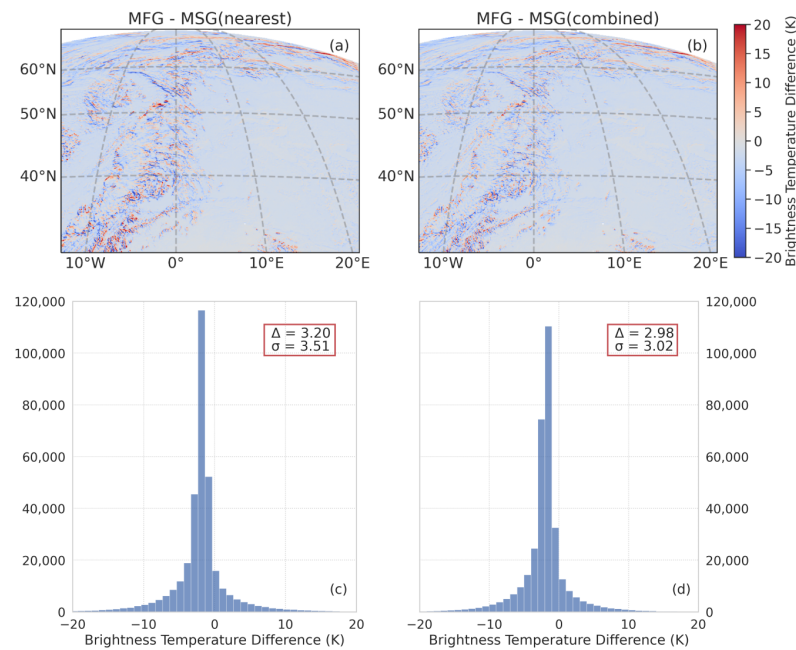 MFG - MSG(nearest)
MFG - MSG(combined)
(a)
(b)
60°N
50°N
40°N
10°W
0°
10°E
20°E
60°N
50°N
40°N
10°W
0°
10°E
20°E
20
15
10
5
0
−5
−10
−15
−20
Brightness Temperature Difference (K)
120,000
100,000
80,000
60,000
40,000
20,000
0
Δ = 3.20
σ = 3.51
(c)
−20
−10
0
10
20
Brightness Temperature Difference (K)
Δ = 2.98
σ = 3.02
(d)
120,000
100,000
80,000
60,000
40,000
20,000
0
−20
−10
0
10
20
Brightness Temperature Difference (K)